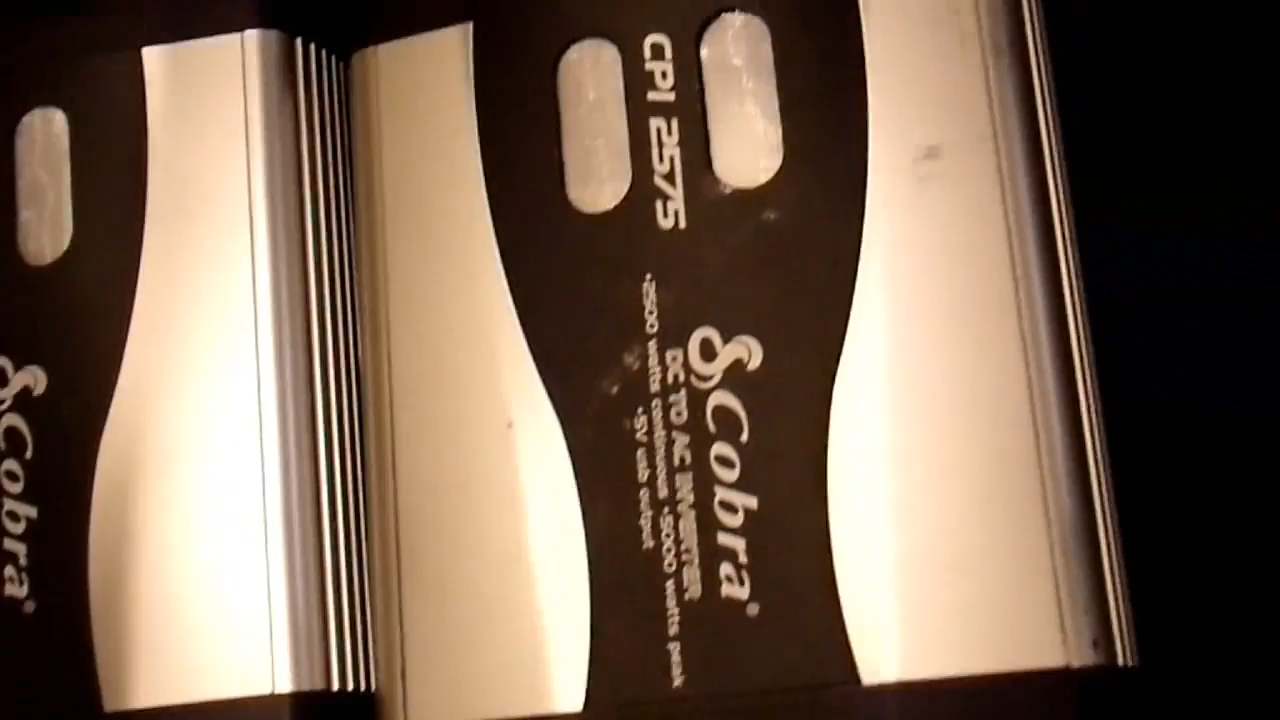 CPI 2575
Cobra®
DC TO AC INVERTER
•2500 watts continuous •5000 watts peak
•5V usb output
Cobra®